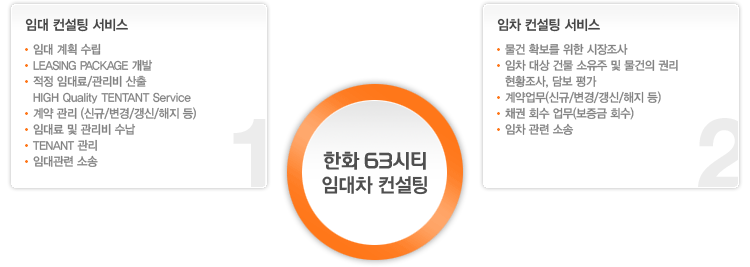 임대 컨설팅 서비스
임대 계획 수립
LEASING PACKAGE 개발
적정 임대료/관리비 산출
HIGH Quality TENTANT Service
계약 관리 (신규/변경/갱신/해지 등)
임대료 및 관리비 수납
TENANT 관리
임대관련 소송
1
한화 63시티
임대차 컨설팅
임차 컨설팅 서비스
물건 확보를 위한 시장조사
임차 대상 건물 소유주 및 물건의 권리
현황조사, 담보 평가
계약업무(신규/변경/갱신/해지 등)
채권 회수 업무(보증금 회수)
임차 관련 소송
2